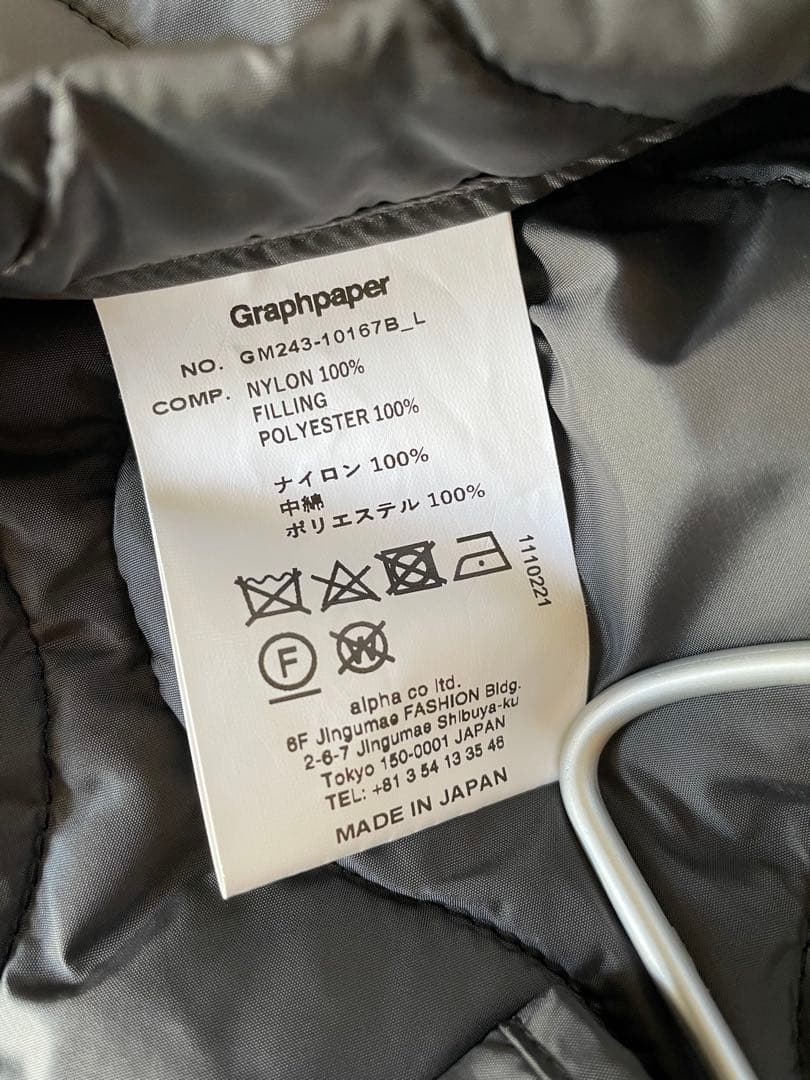 Graphpaper
NO. GM243-10167B_L
COMP. NYLON 100%
FILLING
POLYESTER 100%
ナイロン 100%
中綿
ポリエステル 100%
1110221
F
W
alpha co ltd.
6F Jingumae FASHION Bldg.
2-6-7 Jingumae Shibuya-ku
Tokyo 150-0001 JAPAN
TEL: +81 3 54 13 35 46
MADE IN JAPAN